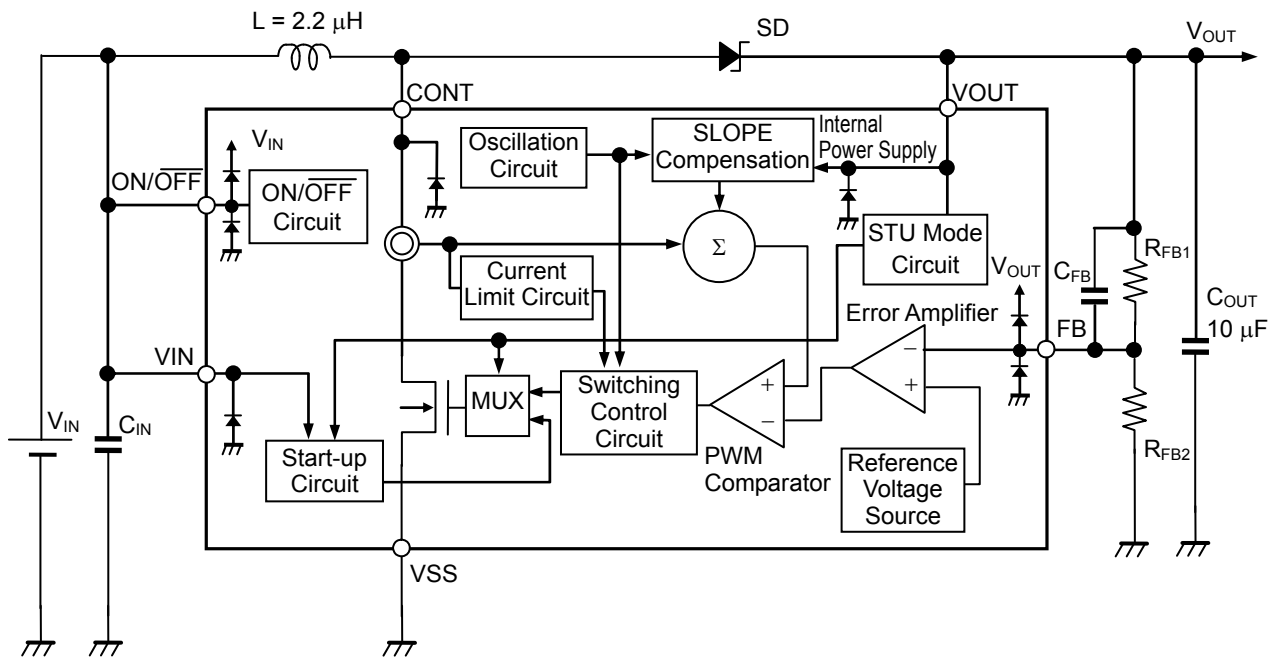 L = 2.2 μH
SD
VOUT
CONT
VOUT
VIN
Oscillation
Circuit
SLOPE
Compensation
Internal
Power Supply
ON/OFF
ON/OFF
Circuit
Σ
STU Mode
Circuit
Current
Limit Circuit
VOUT
CFB
RFB1
COUT
10 μF
Error Amplifier
FB
VIN
−
+
MUX
Switching
Control
Circuit
+
−
VIN
CIN
Start-up
Circuit
PWM
Comparator
Reference
Voltage
Source
RFB2
VSS